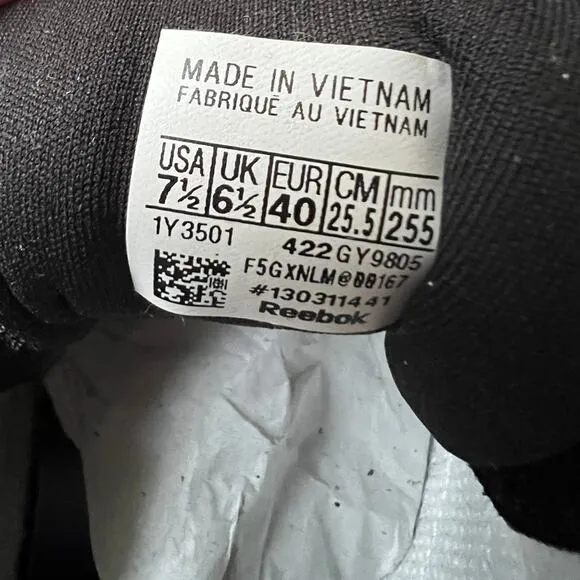 MADE IN VIETNAM
FABRIQUÉ AU VIETNAM
USA UK EUR CM mm
7½ 6½ 40 25.5 255
1Y3501 422 GY9805
F5GXNLM@00167
#130311441
Reebok